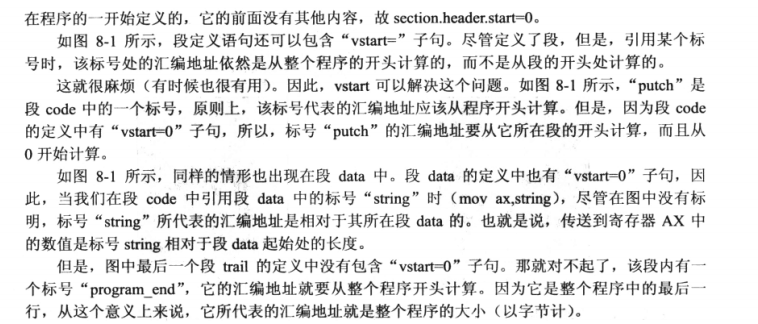 在程序的一开始定义的，它的前面没有其他内容，故 section.header.start=0。
如图 8-1 所示，段定义语句还可以包含“vstart=”子句。尽管定义了段，但是，引用某个标
号时，该标号处的汇编地址依然是从整个程序的开头计算的，而不是从段的开头处计算的。
这就很麻烦（有时候也很有用）。因此，vstart 可以解决这个问题。如图 8-1 所示，“putch”是
段 code 中的一个标号，原则上，该标号代表的汇编地址应该从程序开头计算。但是，因为段 code
的定义中有“vstart=0”子句，所以，标号“putch”的汇编地址要从它所在段的开头计算，而且从
0 开始计算。
如图 8-1 所示，同样的情形也出现在段 data 中。段 data 的定义中也有“vstart=0”子句，因
此，当我们在段 code 中引用段 data 中的标号“string”时（mov ax,string），尽管在图中没有标
明，标号“string”所代表的汇编地址是相对于其所在段 data 的。也就是说，传送到寄存器 AX 中
的数值是标号 string 相对于段 data 起始处的长度。
但是，图中最后一个段 trail 的定义中没有包含“vstart=0”子句。那就对不起了，该段内有一
个标号“program_end”，它的汇编地址就要从整个程序开头计算。因为它是整个程序中的最后一
行，从这个意义上来说，它所代表的汇编地址就是整个程序的大小（以字节计）。